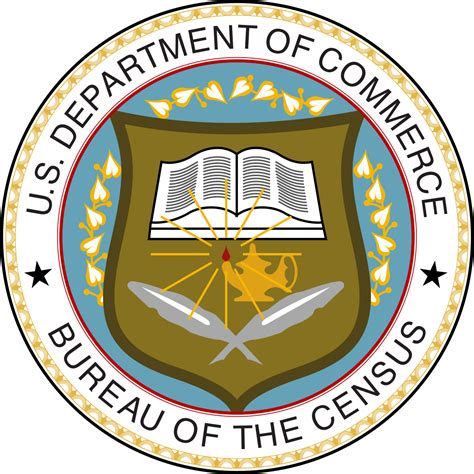 U.S. DEPARTMENT OF COMMERCE
BUREAU OF THE CENSUS